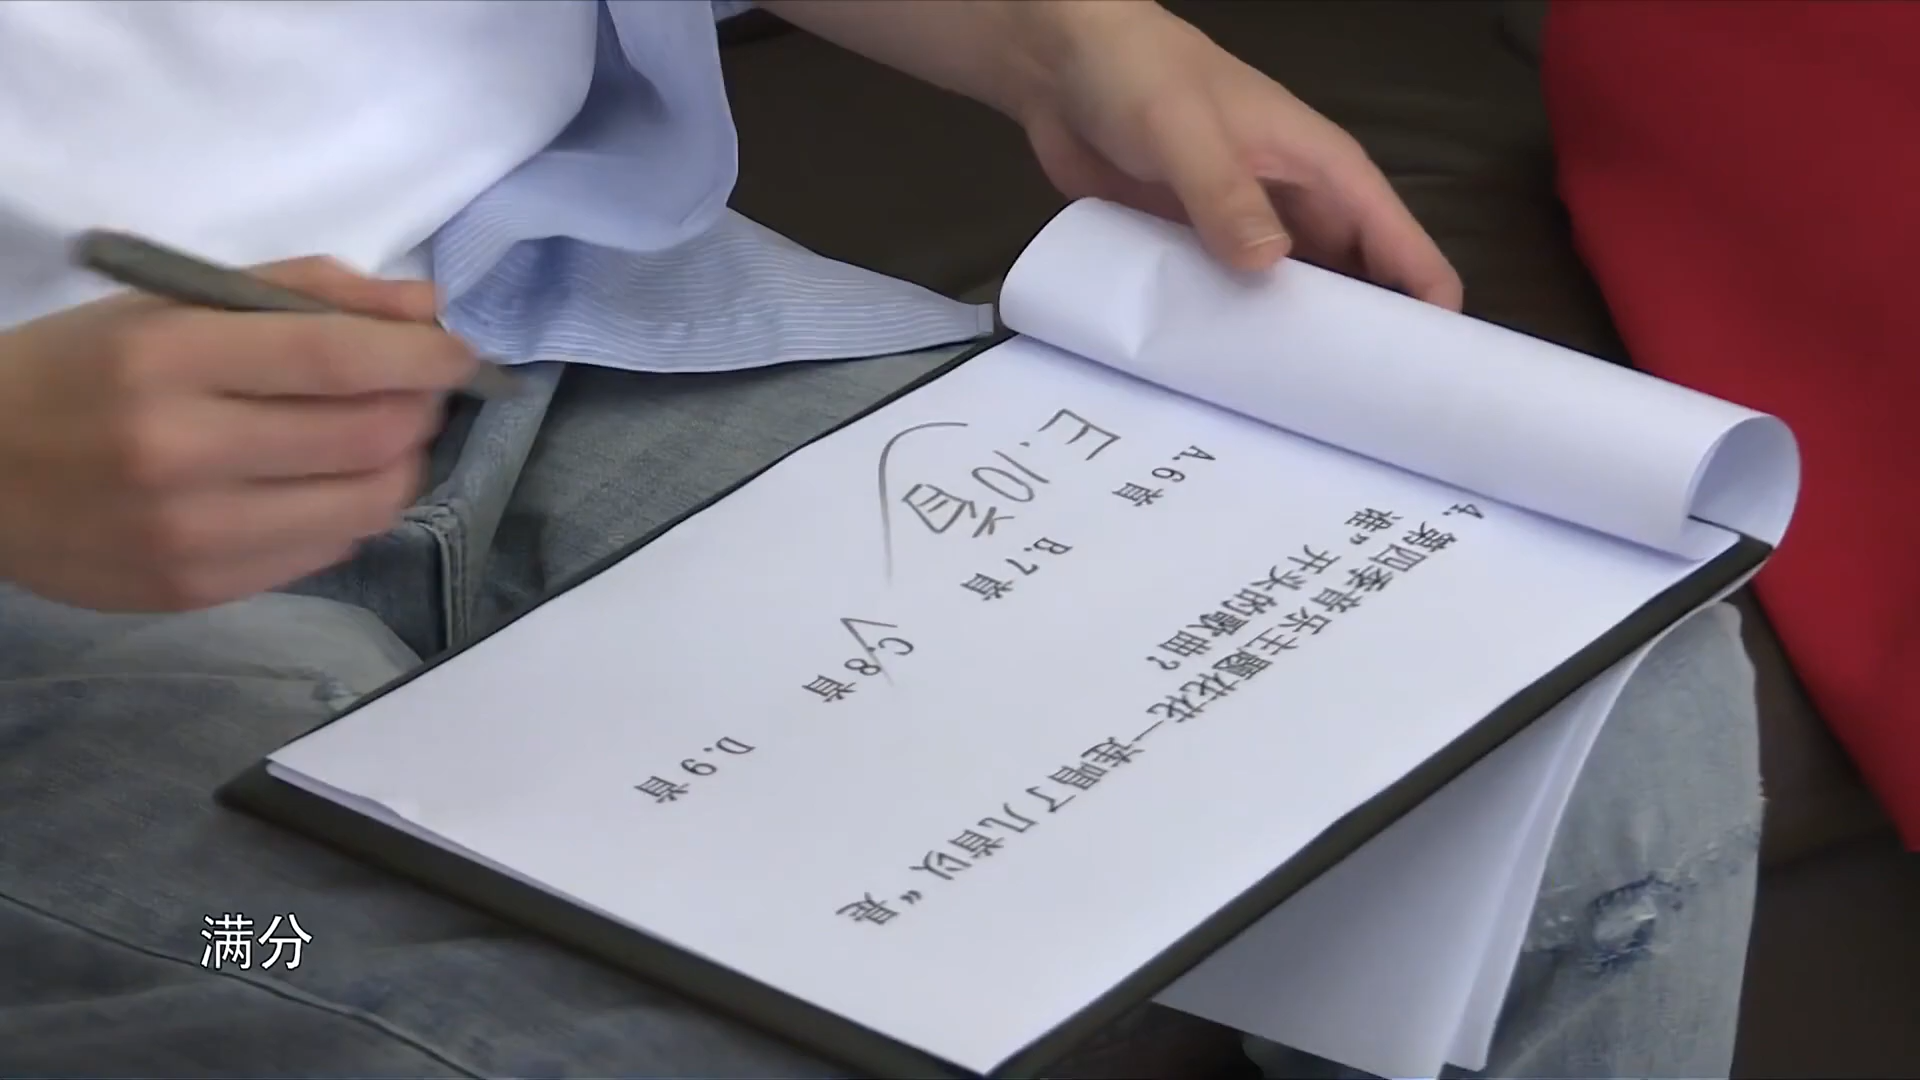 4. 第四季音乐主题花花一连唱了几首以“是
谁”开头的歌曲?
A.6首 B.7首 C.8首 D.9首
E.10首
满分